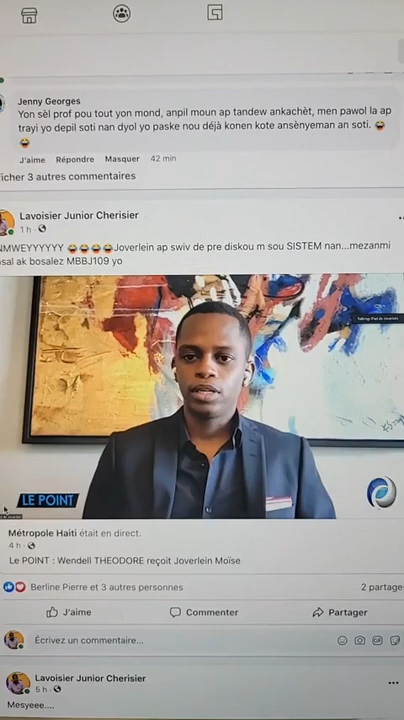 Jenny Georges
Yon sèl prof pou tout yon mond, anpil moun ap tandew ankachèt, men pawol la ap
trayi yo depil soti nan dyol yo paske nou déjà konen kote ansènyeman an soti.
J'aime Répondre Masquer 42 min
ficher 3 autres commentaires
Lavoisier Junior Cherisier
1 h
NMWEYYYYYY Joverlein ap swiv de pre diskou m sou SISTEM nan...mezanmi
sal ak bosalez MBBJ109 yo
LE POINT
Métropole Haiti était en direct.
4 h
Le POINT : Wendell THEODORE reçoit Joverlein Moïse
Berline Pierre et 3 autres personnes
2 partage
J'aime
Commenter
Partager
Écrivez un commentaire...
Lavoisier Junior Cherisier
5 h
Mesyeee....